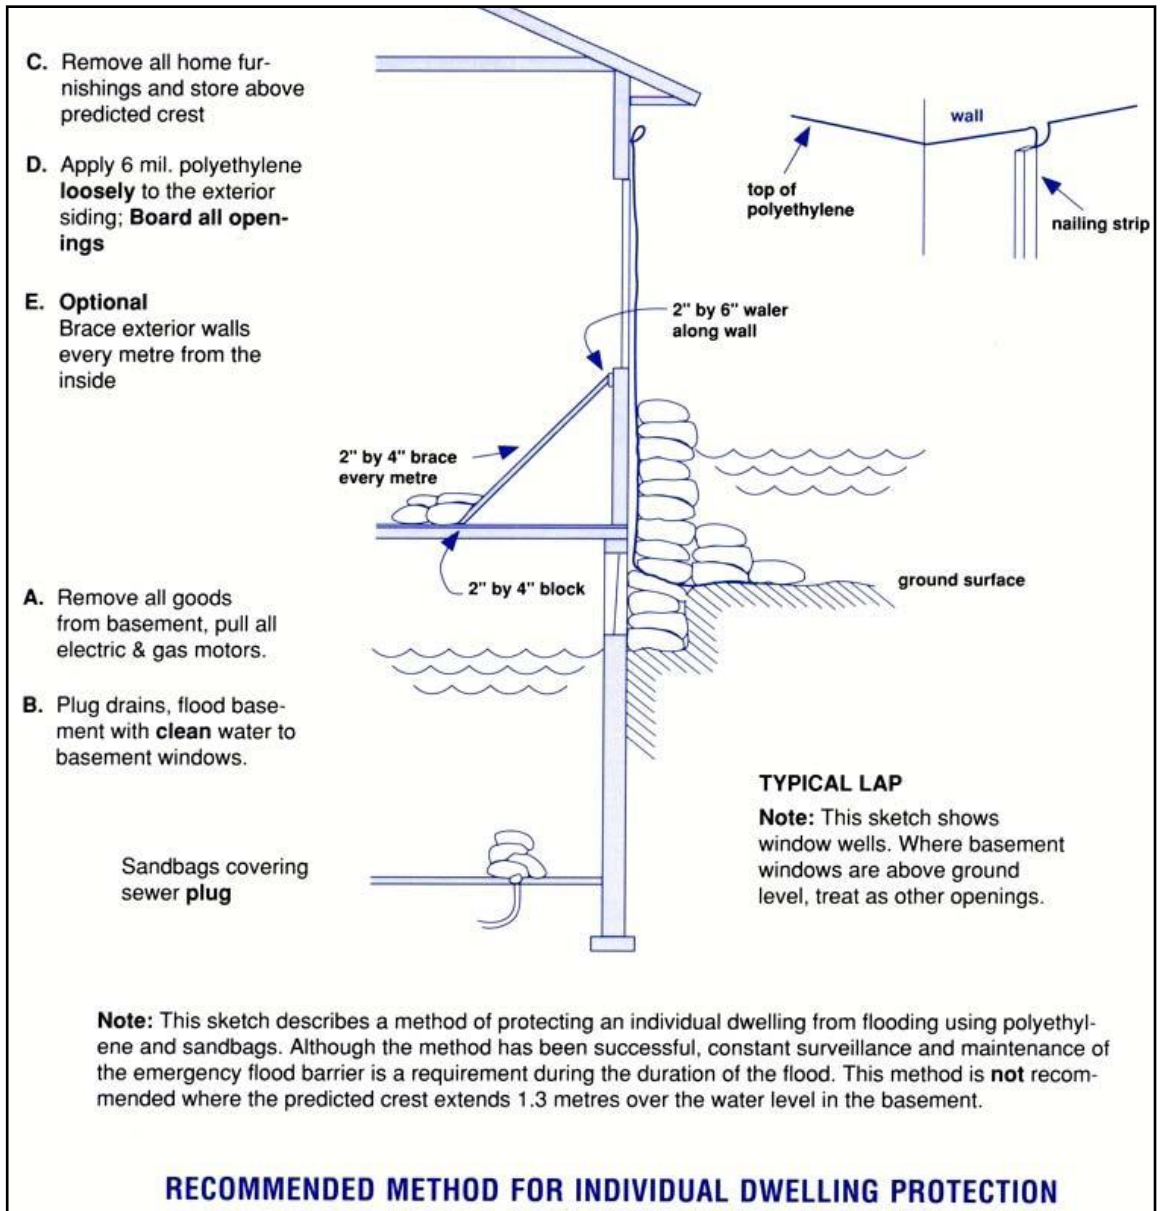 C. Remove all home fur-
nishings and store above
predicted crest
D. Apply 6 mil. polyethylene
loosely to the exterior
siding; Board all open-
ings
E. Optional
Brace exterior walls
every metre from the
inside
wall
top of
polyethylene
nailing strip
2" by 6" waler
along wall
2" by 4" brace
every metre
2" by 4" block
ground surface
A. Remove all goods
from basement, pull all
electric & gas motors.
B. Plug drains, flood base-
ment with clean water to
basement windows.
Sandbags covering
sewer plug
TYPICAL LAP
Note: This sketch shows
window wells. Where basement
windows are above ground
level, treat as other openings.
Note: This sketch describes a method of protecting an individual dwelling from flooding using polyethyl-
ene and sandbags. Although the method has been successful, constant surveillance and maintenance of
the emergency flood barrier is a requirement during the duration of the flood. This method is not recom-
mended where the predicted crest extends 1.3 metres over the water level in the basement.
RECOMMENDED METHOD FOR INDIVIDUAL DWELLING PROTECTION